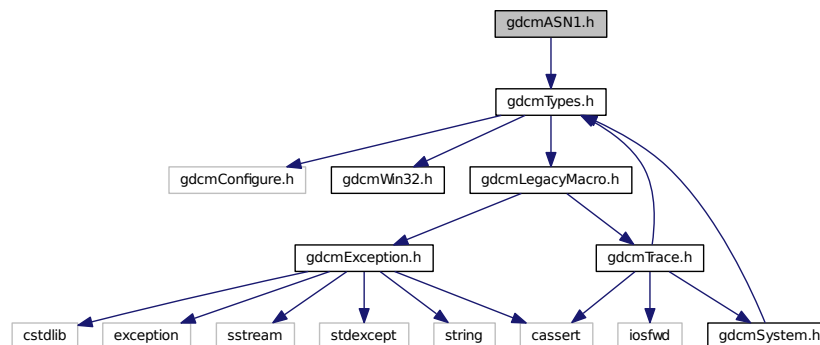 gdcmASN1.h
gdcmTypes.h
gdcmConfigure.h
gdcmWin32.h
gdcmLegacyMacro.h
gdcmException.h
gdcmTrace.h
cstdlib
exception
sstream
stdexcept
string
cassert
iosfwd
gdcmSystem.h